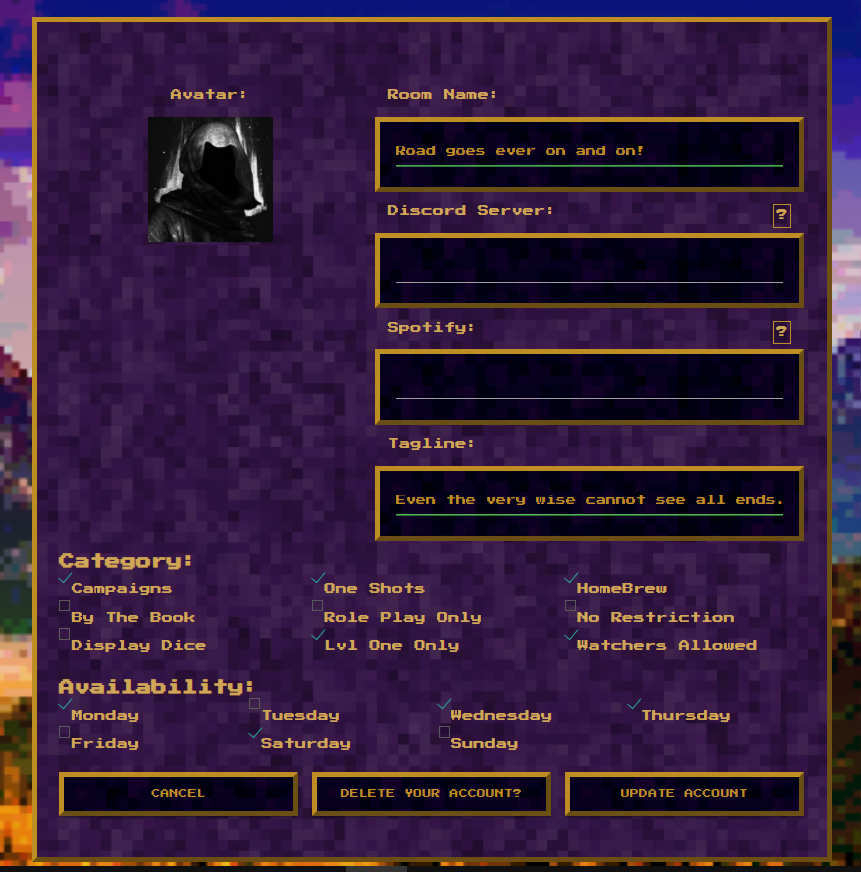 Avatar:
Room Name:
Road goes ever on and on!
Discord Server:
?
Spotify:
?
Tagline:
Even the very wise cannot see all ends.
Category:
Campaigns One Shots HomeBrew
By The Book Role Play Only No Restriction
Display Dice Lvl One Only Watchers Allowed
Availability:
Monday Tuesday Wednesday Thursday
Friday Saturday Sunday
CANCEL DELETE YOUR ACCOUNT? UPDATE ACCOUNT